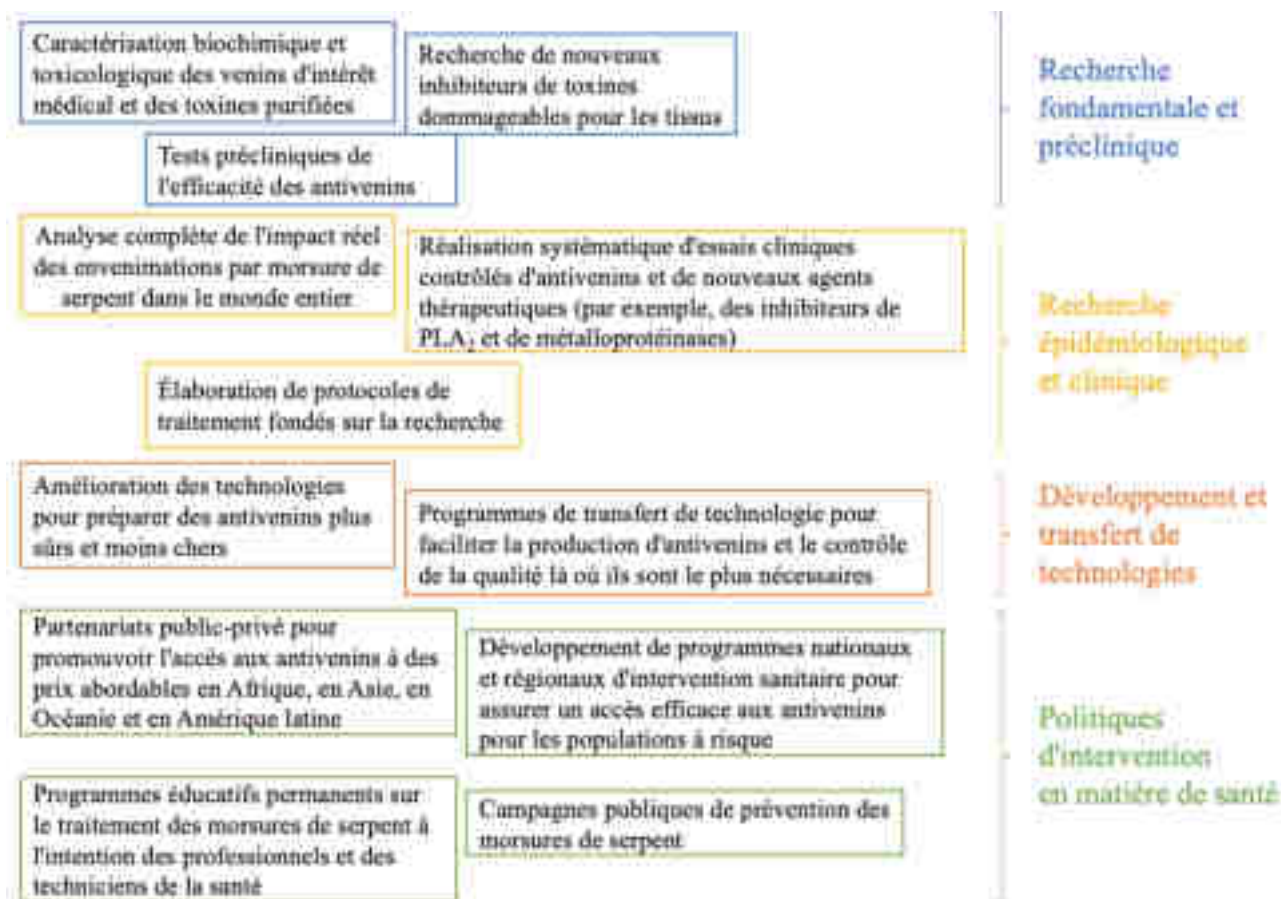 Caractérisation biochimique et
toxicologique des venins d'intérêt
médical et des toxines purifiées
Recherche de nouveaux
inhibiteurs de toxines
dommageables pour les tissus
Tests précliniques de
l'efficacité des antivenins
Recherche
fondamentale et
préclinique
Analyse complète de l'impact réel
des envenimations par morsure de
serpent dans le monde entier
Réalisation systématique d'essais cliniques
contrôlés d'antivenins et de nouveaux agents
thérapeutiques (par exemple, des inhibiteurs de
PLA₂ et de métalloprotéinases)
Élaboration de protocoles de
traitement fondés sur la recherche
Recherche
épidémiologique
et clinique
Amélioration des technologies
pour préparer des antivenins plus
sûrs et moins chers
Programmes de transfert de technologie pour
faciliter la production d'antivenins et le contrôle
de la qualité là où ils sont le plus nécessaires
Développement et
transfert de
technologies
Partenariats public-privé pour
promouvoir l'accès aux antivenins à des
prix abordables en Afrique, en Asie, en
Océanie et en Amérique latine
Développement de programmes nationaux
et régionaux d'intervention sanitaire pour
assurer un accès efficace aux antivenins
pour les populations à risque
Programmes éducatifs permanents sur
le traitement des morsures de serpent à
l'intention des professionnels et des
techniciens de la santé
Campagnes publiques de prévention des
morsures de serpent
Politiques
d'intervention
en matière de santé